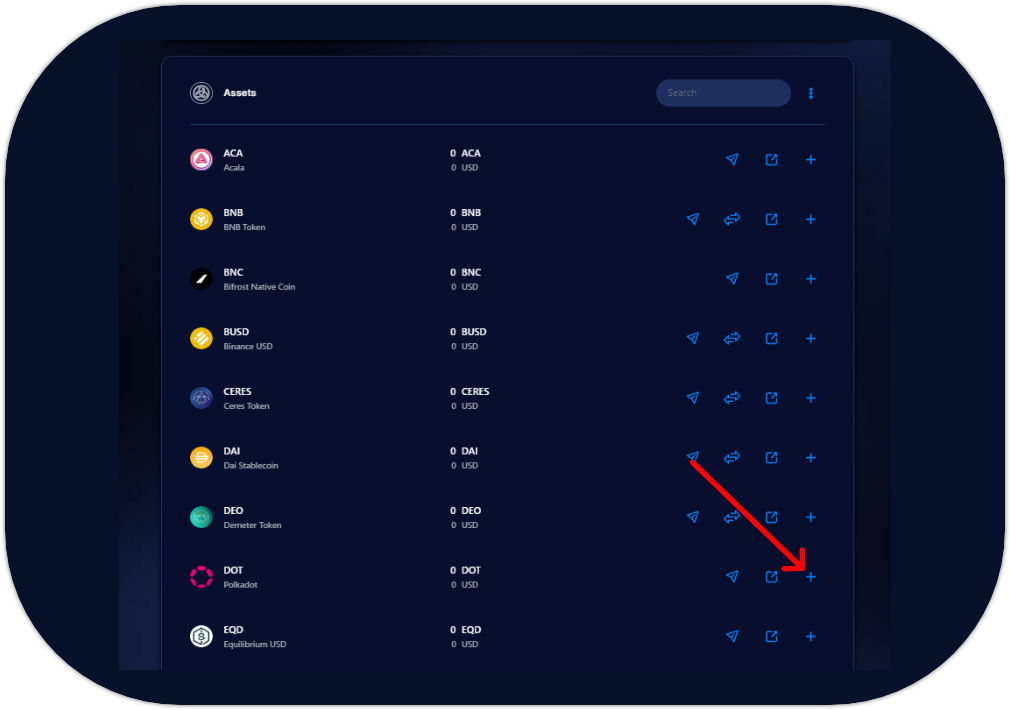 Assets
Search
ACA
0 ACA
Acala
0 USD
BNB
0 BNB
BNB Token
0 USD
BNC
0 BNC
Bifrost Native Coin
0 USD
BUSD
0 BUSD
Binance USD
0 USD
CERES
0 CERES
Ceres Token
0 USD
DAI
0 DAI
Dai Stablecoin
0 USD
DEO
0 DEO
Demeter Token
0 USD
DOT
0 DOT
Polkadot
0 USD
EQD
0 EQD
Equilibrium USD
0 USD